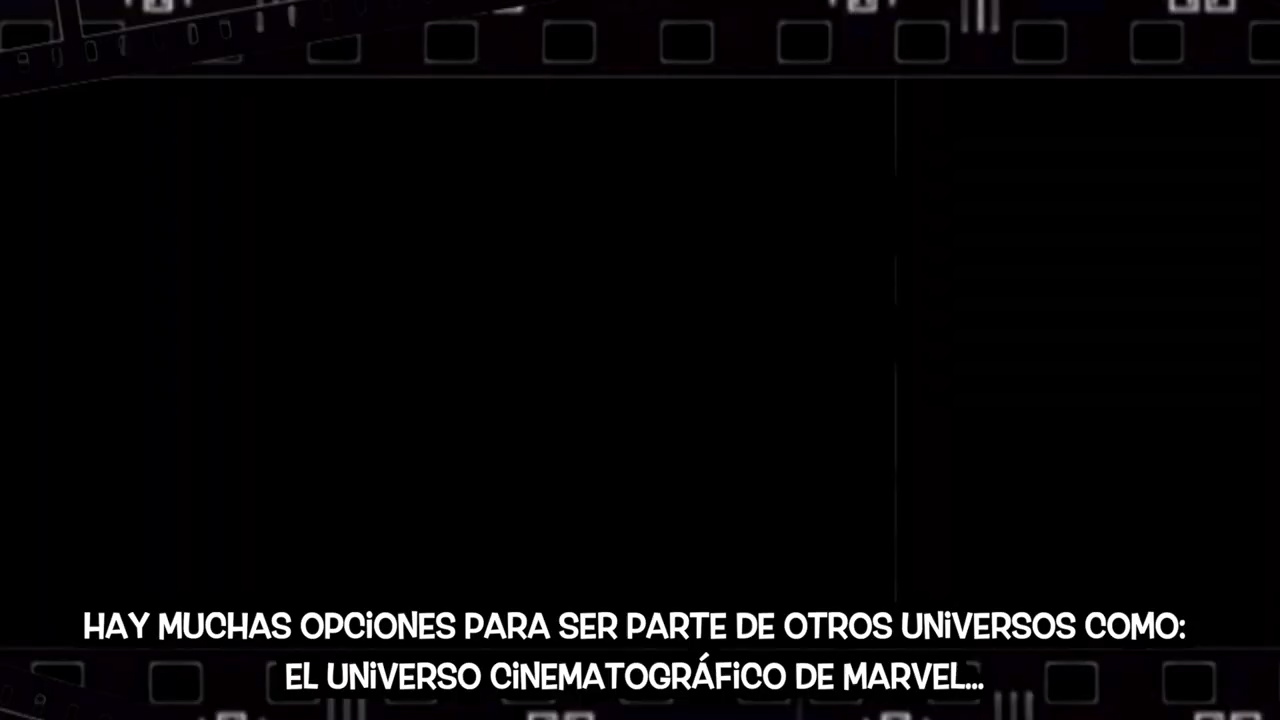 HAY MUCHAS OPCiONES PARA SER PARTE DE OTROS UNiVERSOS COMO:
EL UNiVERSO CiNEMATOGRÁFiCO DE MARVEL...